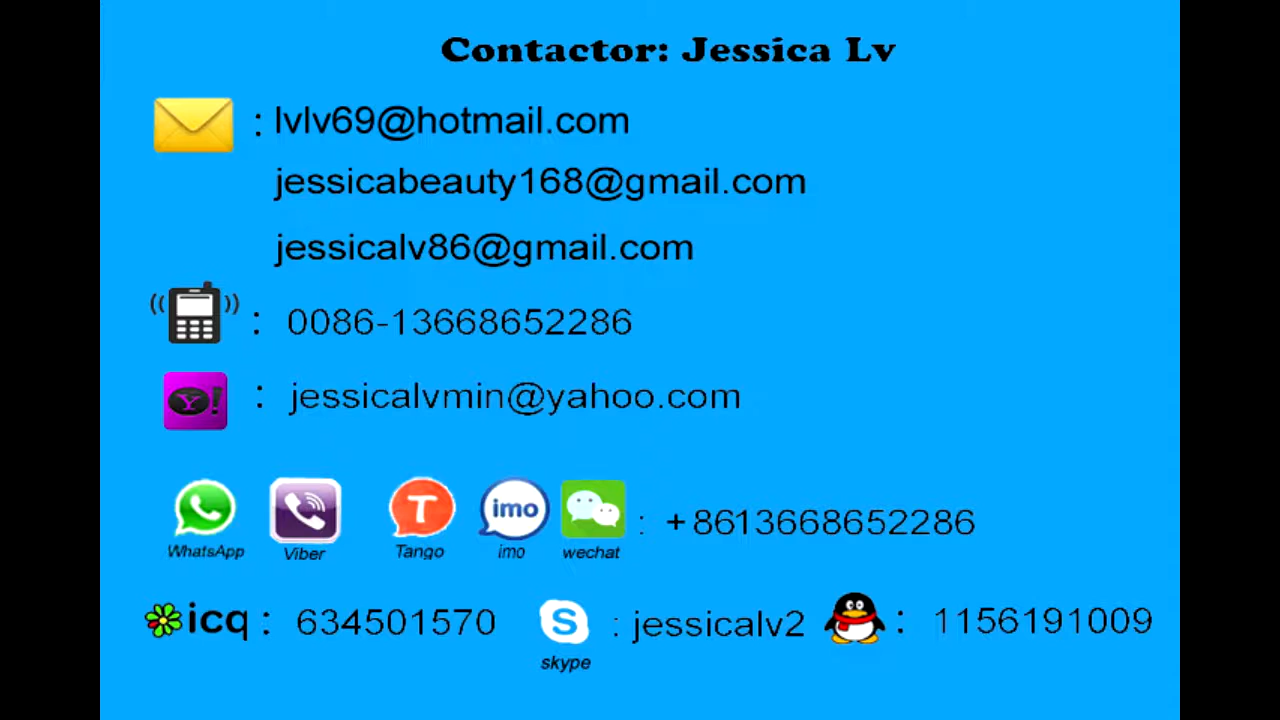 Contactor: Jessica Lv
: lvlv69@hotmail.com
jessicabeauty168@gmail.com
jessicalv86@gmail.com
: 0086-13668652286
Y! : jessicalvmin@yahoo.com
T imo : +8613668652286
WhatsApp Viber Tango imo wechat
icq : 634501570 S : jessicalv2 : 1156191009
skype